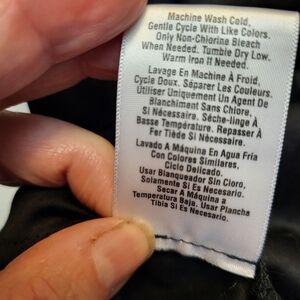 Machine Wash Cold,
Gentle Cycle With Like Colors.
Only Non-Chlorine Bleach
When Needed. Tumble Dry Low.
Warm Iron If Needed.
Lavage En Machine À Froid,
Cycle Doux. Séparer Les Couleurs.
Utiliser Uniquement Un Agent De
Blanchiment Sans Chlore,
Si Nécessaire. Séche-linge À
Basse Température. Repasser À
Fer Tiède Si Nécessaire.
Lavado A Máquina En Agua Fría
Con Colores Similares,
Ciclo Delicado.
Usar Blanqueador Sin Cloro,
Solamente Si Es Necesario.
Secar A Máquina a
Temperatura Baja. Usar Plancha
Tibia Si Es Necesario.